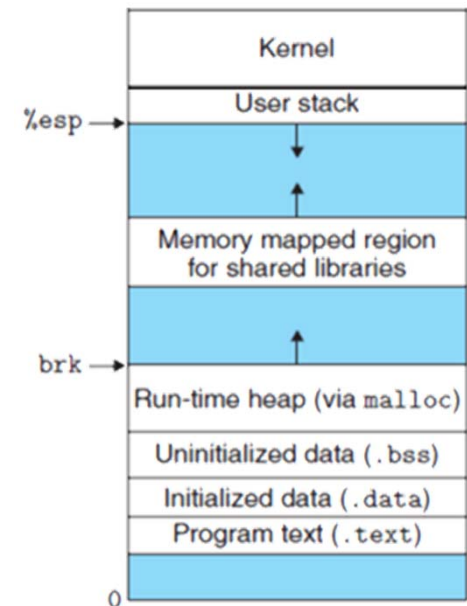 Kernel
User stack
%esp
Memory mapped region
for shared libraries
brk
Run-time heap (via malloc)
Uninitialized data (.bss)
Initialized data (.data)
Program text (.text)
0